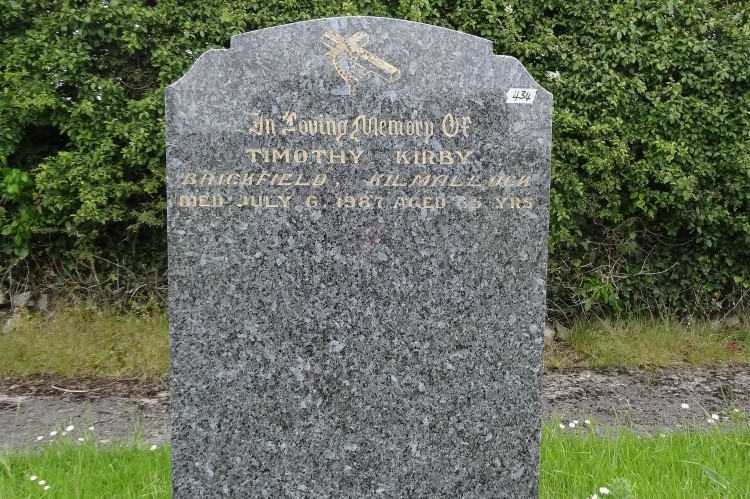 434
In Loving Memory Of
TIMOTHY KIRBY
BRICKFIELD, KILMALLOCK
DIED JULY 6, 1987 AGED YRS